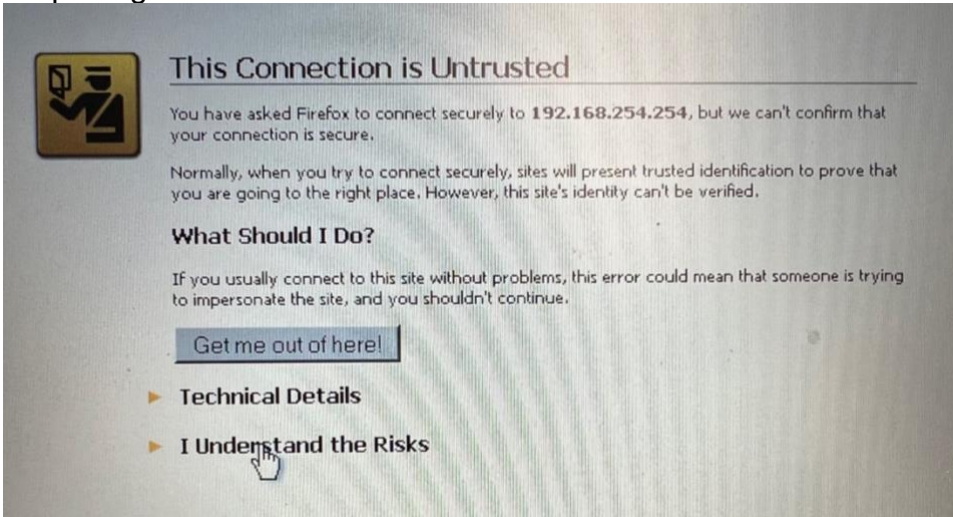 This Connection is Untrusted
You have asked Firefox to connect securely to 192.168.254.254, but we can't confirm that
your connection is secure.
Normally, when you try to connect securely, sites will present trusted identification to prove that
you are going to the right place. However, this site's identity can't be verified.
What Should I Do?
If you usually connect to this site without problems, this error could mean that someone is trying
to impersonate the site, and you shouldn't continue.
Get me out of here!
Technical Details
I Understand the Risks